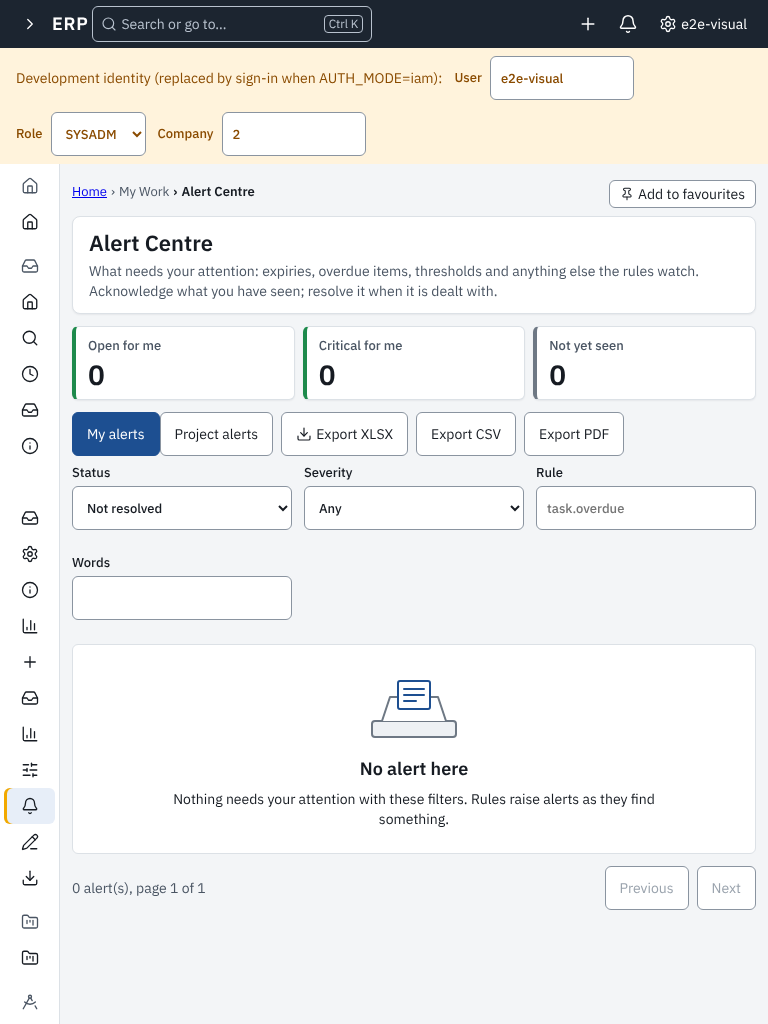 ERP
Search or go to...
Ctrl K
e2e-visual
Development identity (replaced by sign-in when AUTH_MODE=iam):
User
e2e-visual
Role
SYSADM
Company
2
Home › My Work › Alert Centre
Add to favourites
Alert Centre
What needs your attention: expiries, overdue items, thresholds and anything else the rules watch.
Acknowledge what you have seen; resolve it when it is dealt with.
Open for me
0
Critical for me
0
Not yet seen
0
My alerts
Project alerts
Export XLSX
Export CSV
Export PDF
Status
Severity
Rule
Not resolved
Any
task.overdue
Words
No alert here
Nothing needs your attention with these filters. Rules raise alerts as they find
something.
0 alert(s), page 1 of 1
Previous
Next